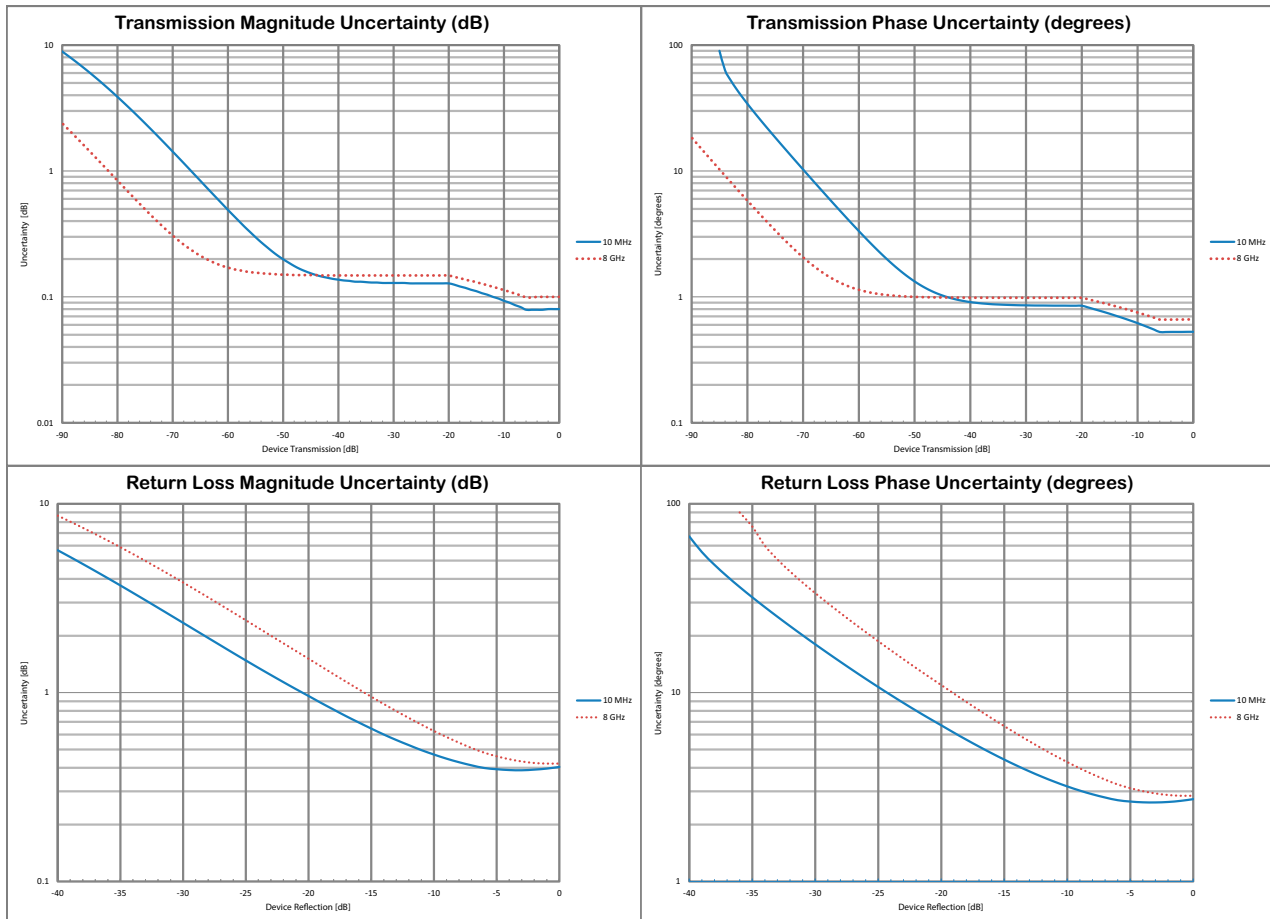 Transmission Magnitude Uncertainty (dB)
10
1
0.1
0.01
Uncertainty [dB]
-90 -80 -70 -60 -50 -40 -30 -20 -10 0
Device Transmission [dB]
10 MHz
8 GHz
Transmission Phase Uncertainty (degrees)
100
10
1
0.1
Uncertainty [degrees]
-90 -80 -70 -60 -50 -40 -30 -20 -10 0
Device Transmission [dB]
10 MHz
8 GHz
Return Loss Magnitude Uncertainty (dB)
10
1
0.1
Uncertainty [dB]
-40 -35 -30 -25 -20 -15 -10 -5 0
Device Reflection [dB]
10 MHz
8 GHz
Return Loss Phase Uncertainty (degrees)
100
10
1
Uncertainty [degrees]
-40 -35 -30 -25 -20 -15 -10 -5 0
Device Reflection [dB]
10 MHz
8 GHz